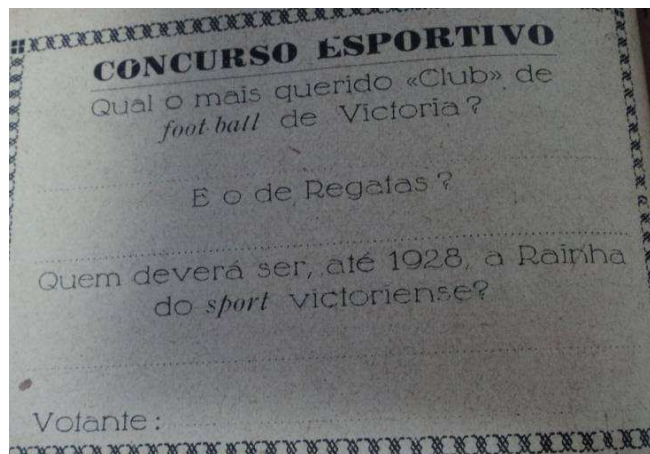 CONCURSO ESPORTIVO
Qual o mais querido «Club» de
foot-ball de Victoria?
E o de Regatas?
Quem deverá ser, até 1928, a Rainha
do sport victoriense?
Votante: